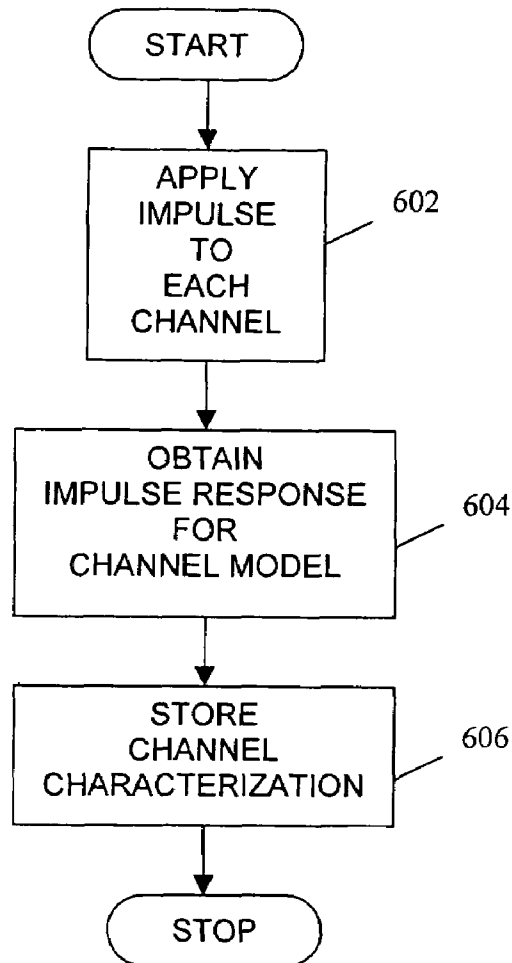 START
APPLY
IMPULSE
TO
EACH
CHANNEL
602
OBTAIN
IMPULSE RESPONSE
FOR
CHANNEL MODEL
604
STORE
CHANNEL
CHARACTERIZATION
606
STOP